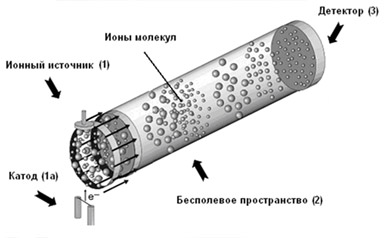 Детектор (3)
Ионы молекул
Ионный источник (1)
Катод (1а)
e−
Бесполевое пространство (2)